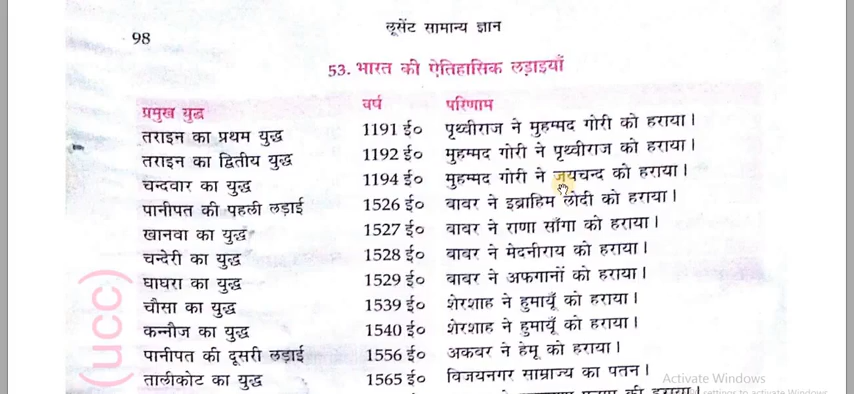 लूसेंट सामान्य ज्ञान
98
53. भारत की ऐतिहासिक लड़ाइयाँ
प्रमुख युद्ध वर्ष परिणाम
तराइन का प्रथम युद्ध 1191 ई० पृथ्वीराज ने मुहम्मद गोरी को हराया।
तराइन का द्वितीय युद्ध 1192 ई० मुहम्मद गोरी ने पृथ्वीराज को हराया।
चन्दवार का युद्ध 1194 ई० मुहम्मद गोरी ने जयचन्द को हराया।
पानीपत की पहली लड़ाई 1526 ई० बाबर ने इब्राहिम लोदी को हराया।
खानवा का युद्ध 1527 ई० बाबर ने राणा साँगा को हराया।
चन्देरी का युद्ध 1528 ई० बाबर ने मेदनीराय को हराया।
घाघरा का युद्ध 1529 ई० बाबर ने अफगानों को हराया।
चौसा का युद्ध 1539 ई० शेरशाह ने हुमायूँ को हराया।
कन्नौज का युद्ध 1540 ई० शेरशाह ने हुमायूँ को हराया।
पानीपत की दूसरी लड़ाई 1556 ई० अकबर ने हेमू को हराया।
तालीकोट का युद्ध 1565 ई० विजयनगर साम्राज्य का पतन।
(ucc)
Activate Windows
settings to activate Windows